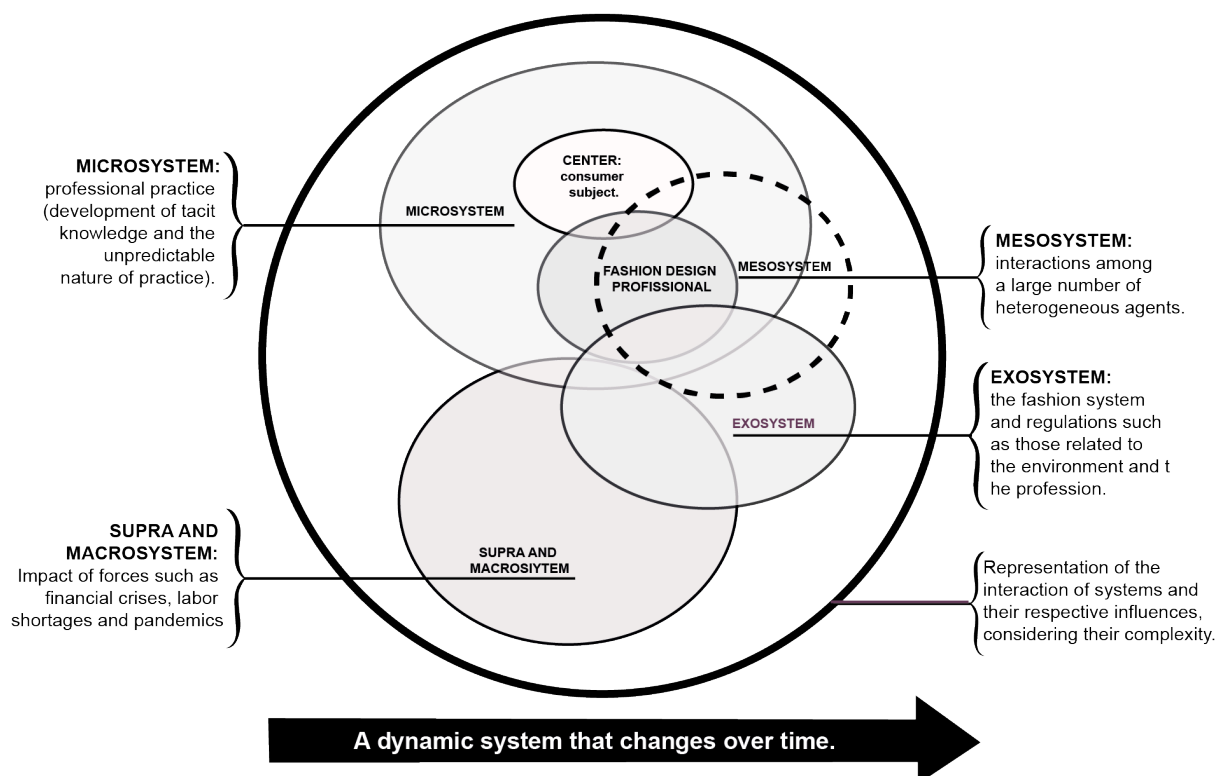 CENTER:
consumer
subject.
MICROSYSTEM:
professional practice
(development of tacit
knowledge and the
unpredictable
nature of practice).
MICROSYSTEM
FASHION DESIGN
PROFISSIONAL
MESOSYSTEM
MESOSYSTEM:
interactions among
a large number of
heterogeneous agents.
EXOSYSTEM:
the fashion system
and regulations such
as those related to
the environment and t
he profession.
EXOSYSTEM
SUPRA AND
MACROSYSTEM:
Impact of forces such as
financial crises, labor
shortages and pandemics
SUPRA AND
MACROSIYTEM
Representation of the
interaction of systems and
their respective influences,
considering their complexity.
A dynamic system that changes over time.